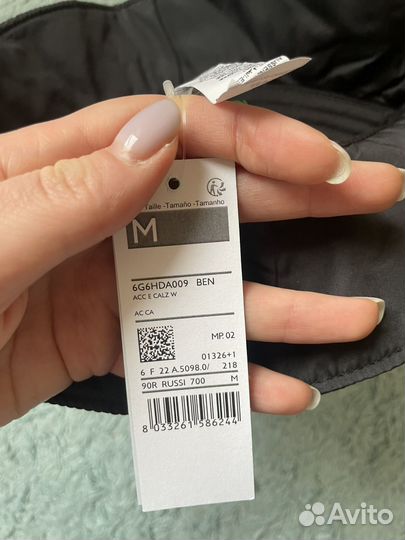 Taille -Tamaño -Tamanho
M
6G6HDA009 BEN
ACC E CALZ W
AC CA
MP. 02
01326+1
6 F 22 A.5098.0/ 218
90R RUSSI 700 M
8 033261 586244
Avito